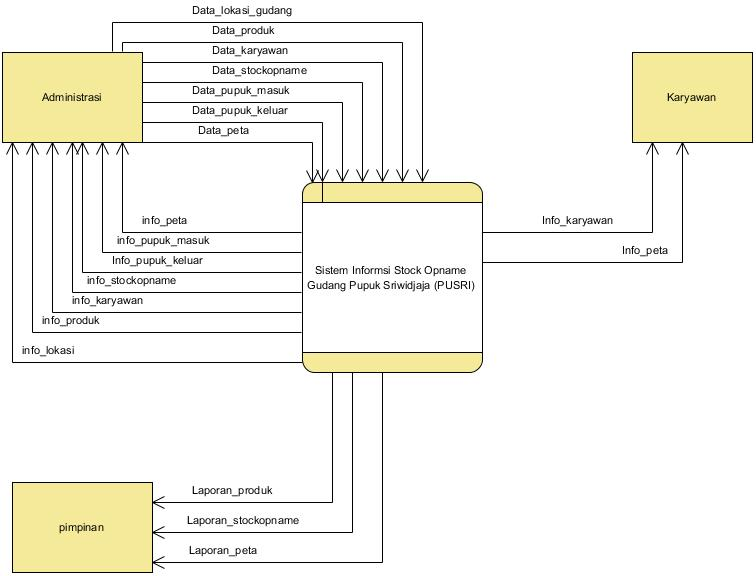 Data_lokasi_gudang
Data_produk
Data_karyawan
Data_stockopname
Data_pupuk_masuk
Data_pupuk_keluar
Data_peta
Administrasi
Karyawan
info_peta
info_pupuk_masuk
Info_pupuk_keluar
info_stockopname
info_karyawan
info_produk
info_lokasi
Sistem Informsi Stock Opname
Gudang Pupuk Sriwidjaja (PUSRI)
Info_karyawan
Info_peta
Laporan_produk
Laporan_stockopname
Laporan_peta
pimpinan